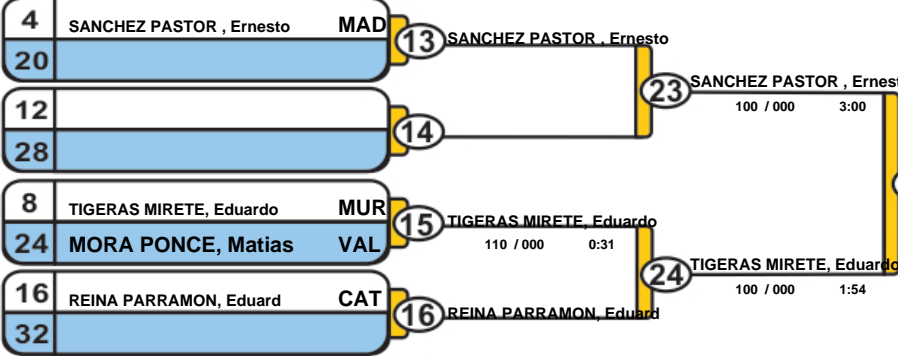 4 SANCHEZ PASTOR , Ernesto MAD
20
13 SANCHEZ PASTOR , Ernesto
12
28
14
23 SANCHEZ PASTOR , Ernest
100 / 000 3:00
8 TIGERAS MIRETE, Eduardo MUR
24 MORA PONCE, Matias VAL
15 TIGERAS MIRETE, Eduardo
110 / 000 0:31
16 REINA PARRAMON, Eduard CAT
32
16 REINA PARRAMON, Eduard
24 TIGERAS MIRETE, Eduardo
100 / 000 1:54